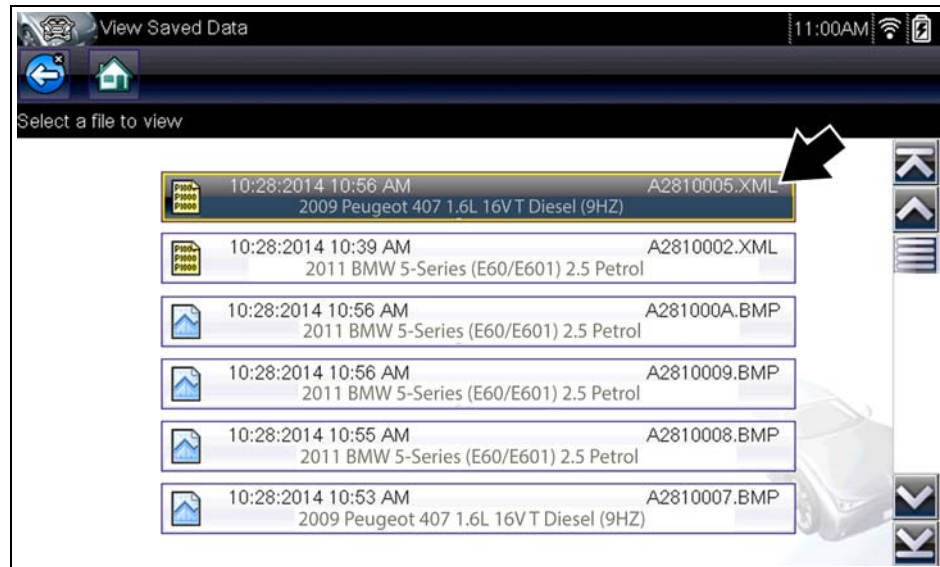 View Saved Data 11:00AM
Select a file to view
10:28:2014 10:56 AM A2810005.XML
2009 Peugeot 407 1.6L 16V T Diesel (9HZ)
10:28:2014 10:39 AM A2810002.XML
2011 BMW 5-Series (E60/E601) 2.5 Petrol
10:28:2014 10:56 AM A281000A.BMP
2011 BMW 5-Series (E60/E601) 2.5 Petrol
10:28:2014 10:56 AM A2810009.BMP
2011 BMW 5-Series (E60/E601) 2.5 Petrol
10:28:2014 10:55 AM A2810008.BMP
2011 BMW 5-Series (E60/E601) 2.5 Petrol
10:28:2014 10:53 AM A2810007.BMP
2009 Peugeot 407 1.6L 16V T Diesel (9HZ)